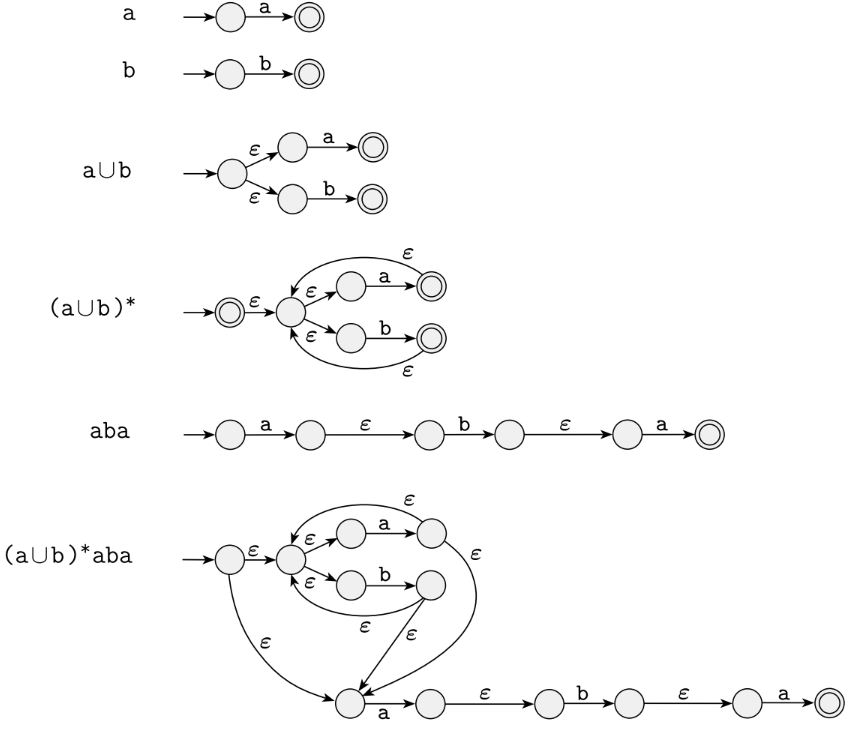 a a
b b
a∪b ε a
ε b
(a∪b)* ε ε a ε
ε b ε
aba a ε b ε a
(a∪b)*aba ε ε a ε ε
ε b ε ε
ε
a ε b ε a